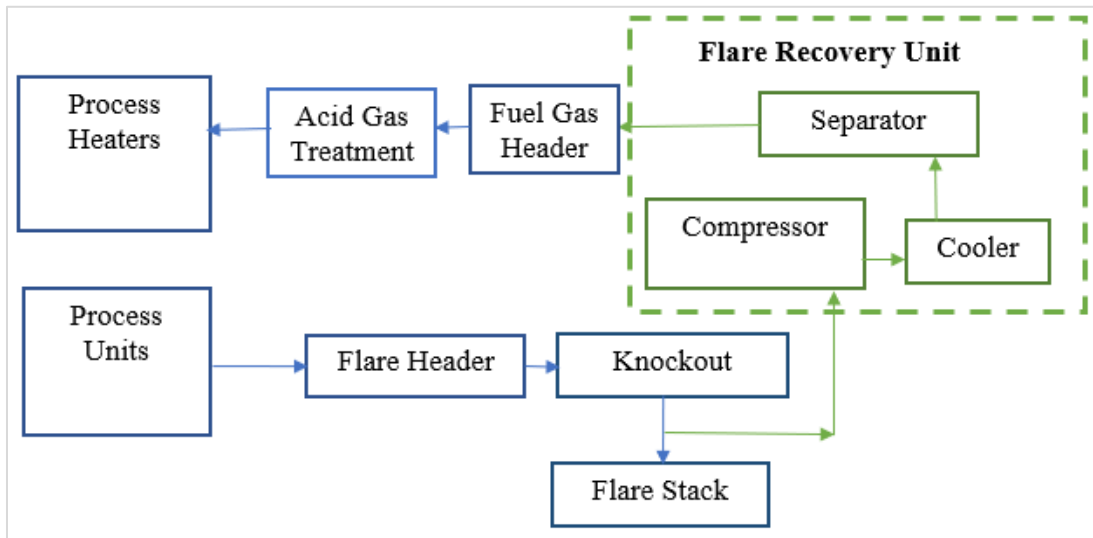 Flare Recovery Unit
Process
Heaters
Acid Gas
Treatment
Fuel Gas
Header
Separator
Compressor
Cooler
Process
Units
Flare Header
Knockout
Flare Stack